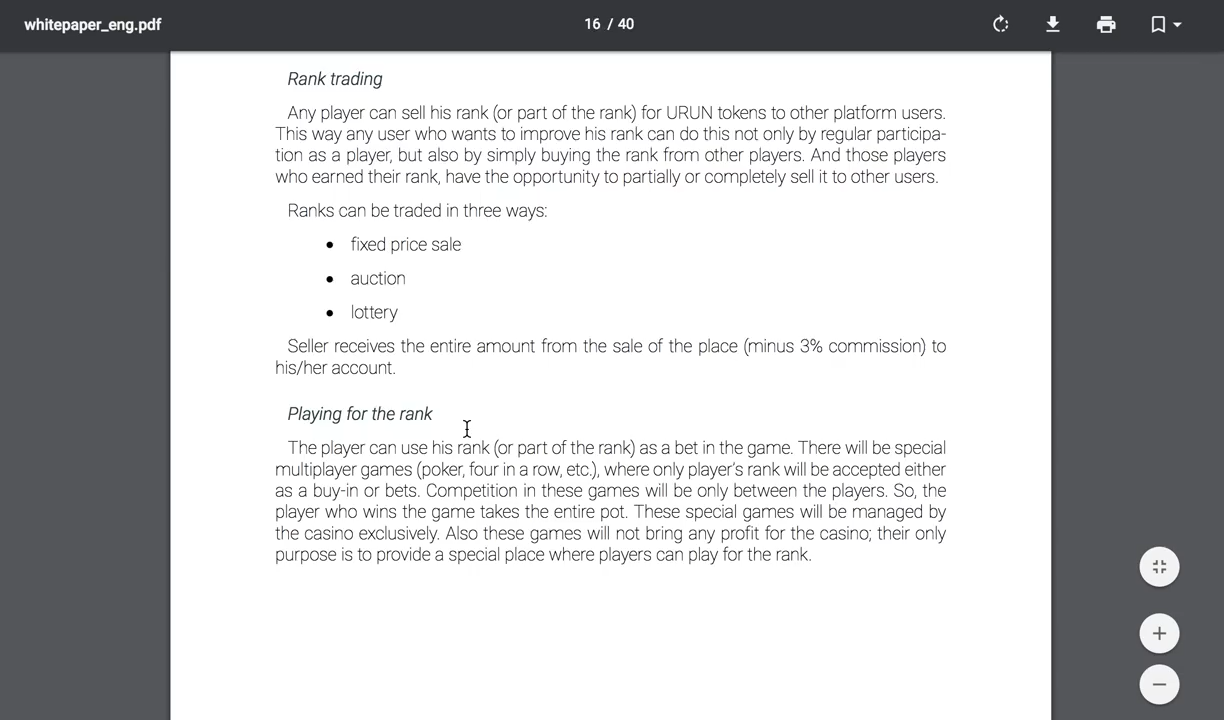 whitepaper_eng.pdf
16 / 40
Rank trading
Any player can sell his rank (or part of the rank) for URUN tokens to other platform users.
This way any user who wants to improve his rank can do this not only by regular participa-
tion as a player, but also by simply buying the rank from other players. And those players
who earned their rank, have the opportunity to partially or completely sell it to other users.
Ranks can be traded in three ways:
• fixed price sale
• auction
• lottery
Seller receives the entire amount from the sale of the place (minus 3% commission) to
his/her account.
Playing for the rank
The player can use his rank (or part of the rank) as a bet in the game. There will be special
multiplayer games (poker, four in a row, etc.), where only player's rank will be accepted either
as a buy-in or bets. Competition in these games will be only between the players. So, the
player who wins the game takes the entire pot. These special games will be managed by
the casino exclusively. Also these games will not bring any profit for the casino; their only
purpose is to provide a special place where players can play for the rank.